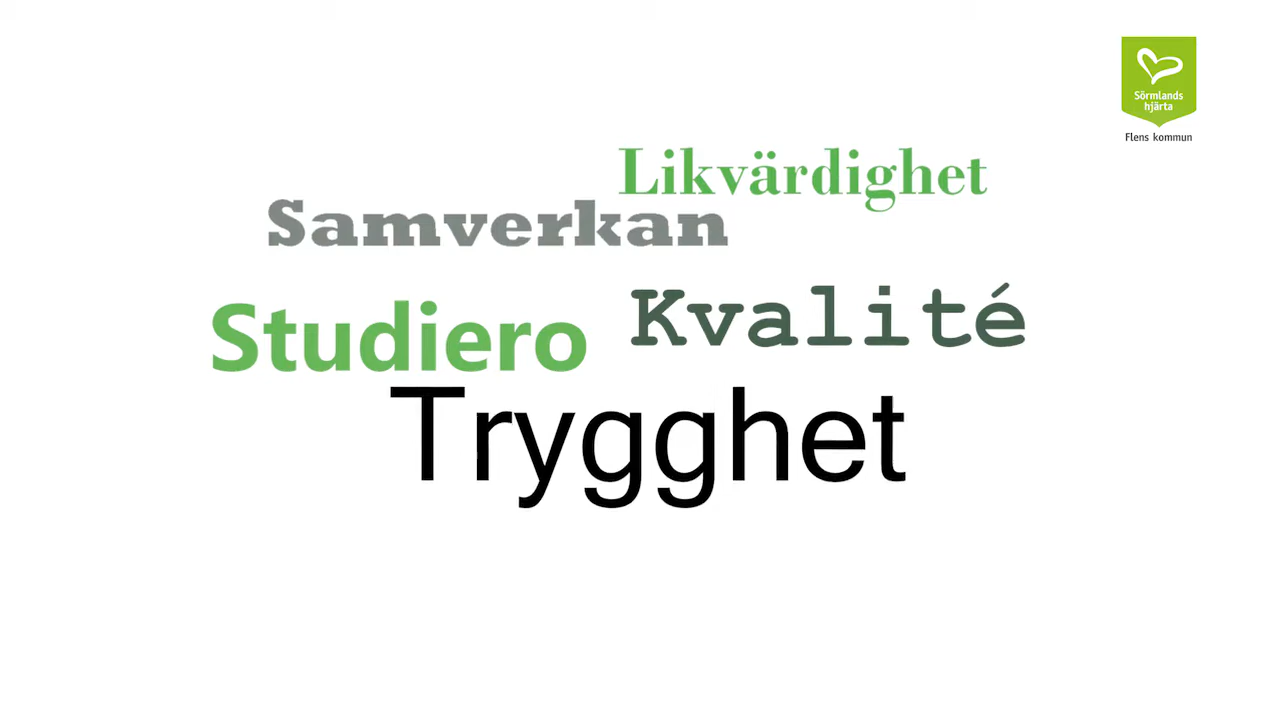 Sörmlands
hjärta
Flens kommun
Likvärdighet
Samverkan
Kvalité
Studiero
Trygghet